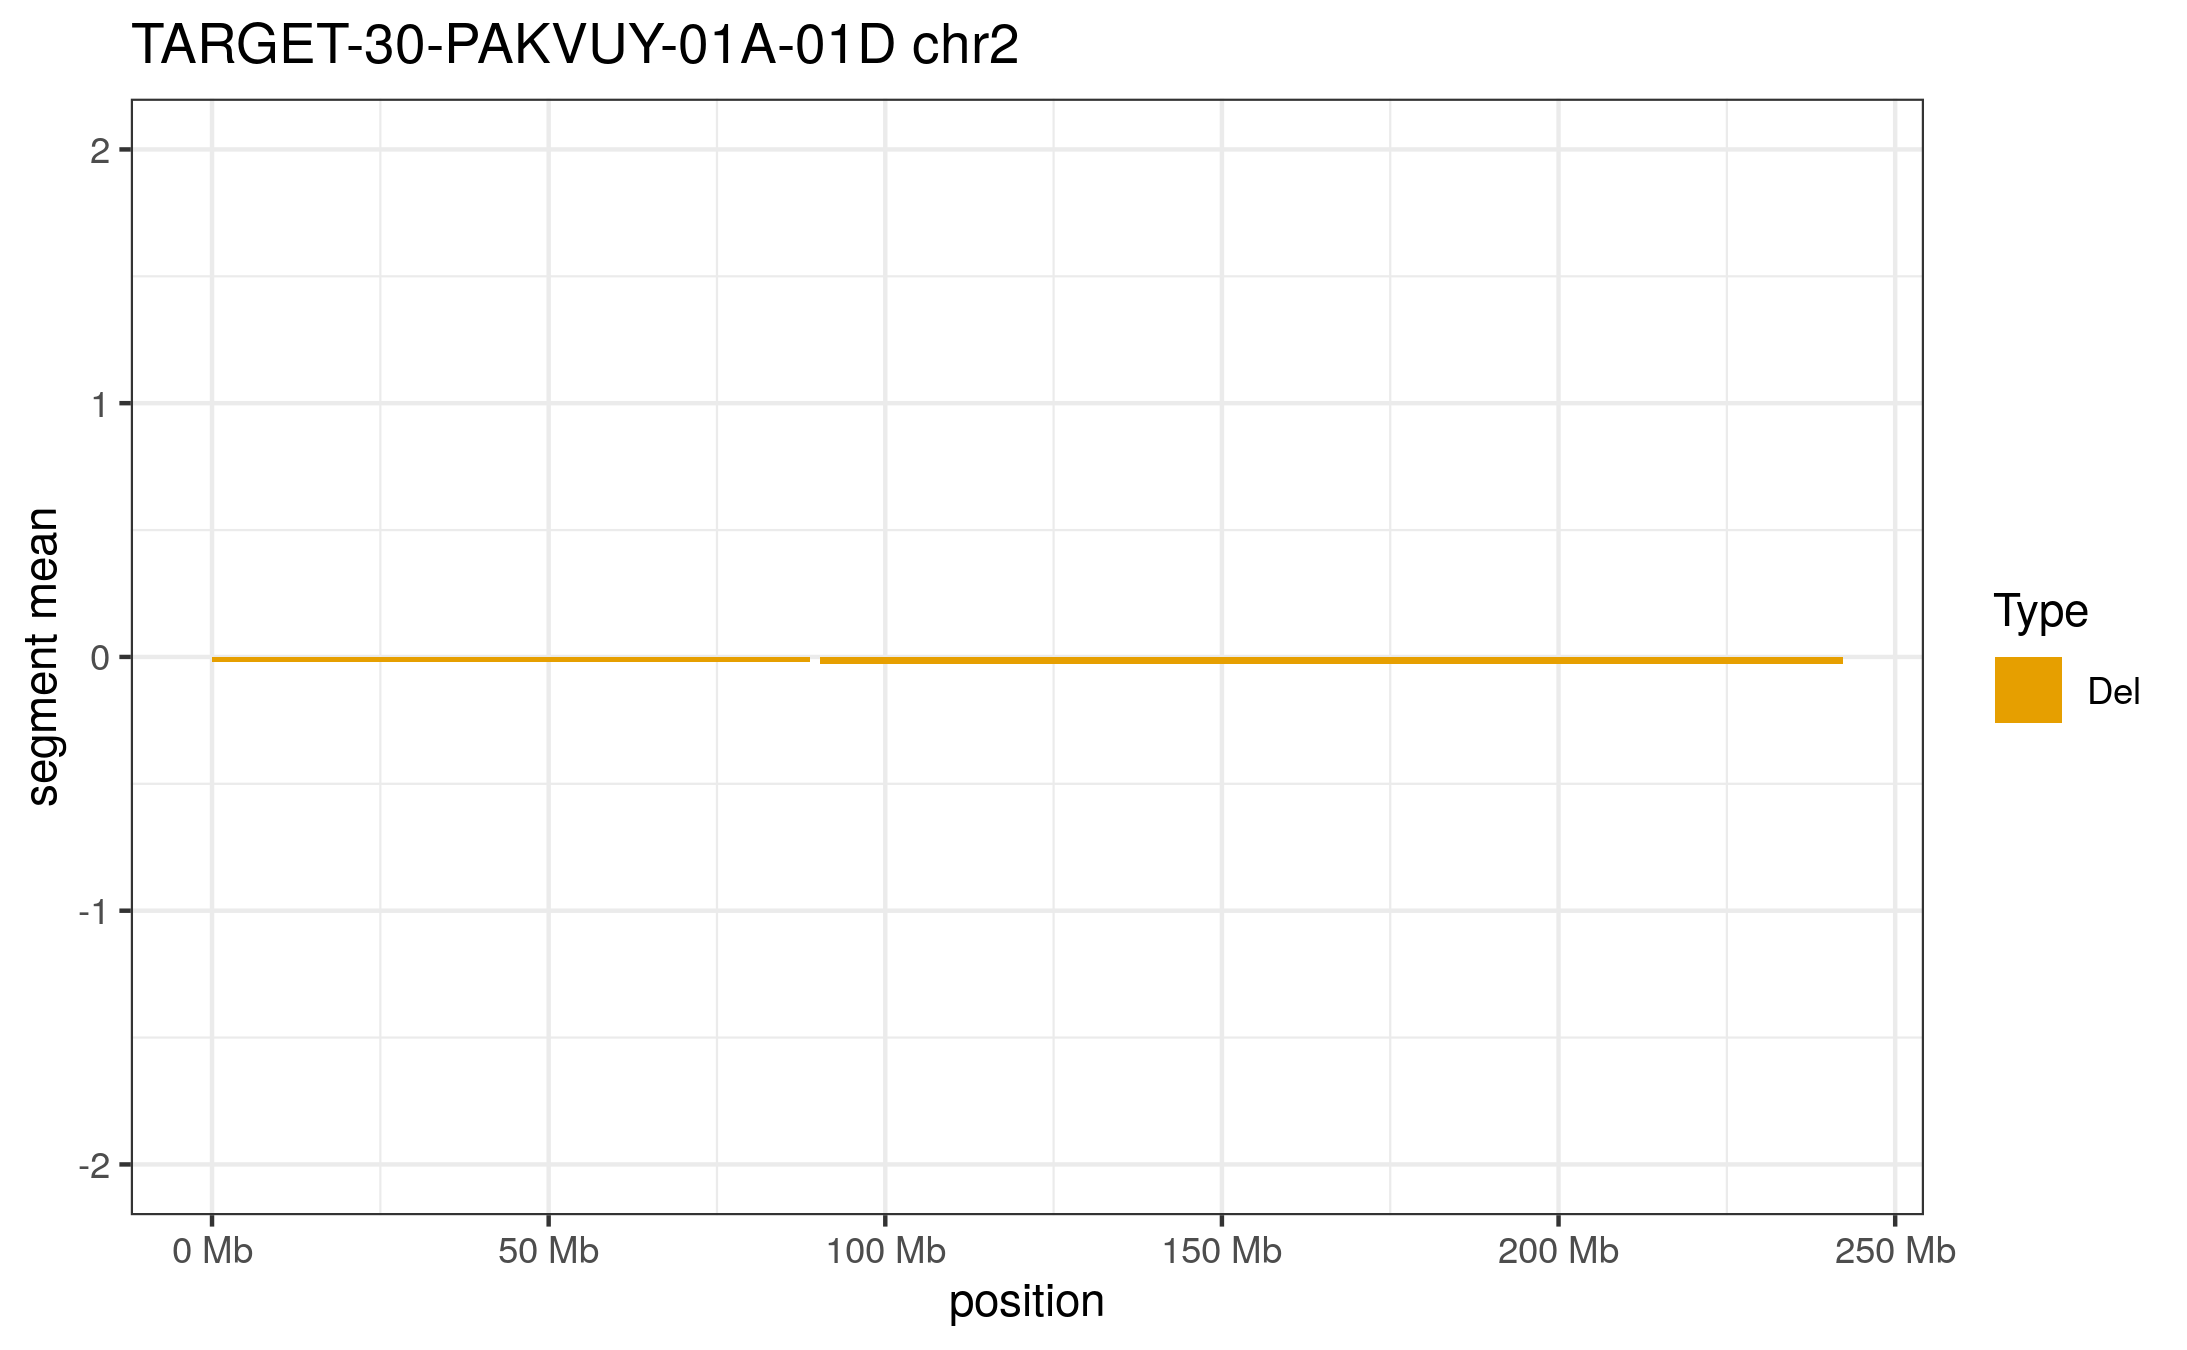 TARGET-30-PAKVUY-01A-01D chr2
segment mean
2
1
0
-1
-2
0 Mb 50 Mb 100 Mb 150 Mb 200 Mb 250 Mb
position
Type
Del